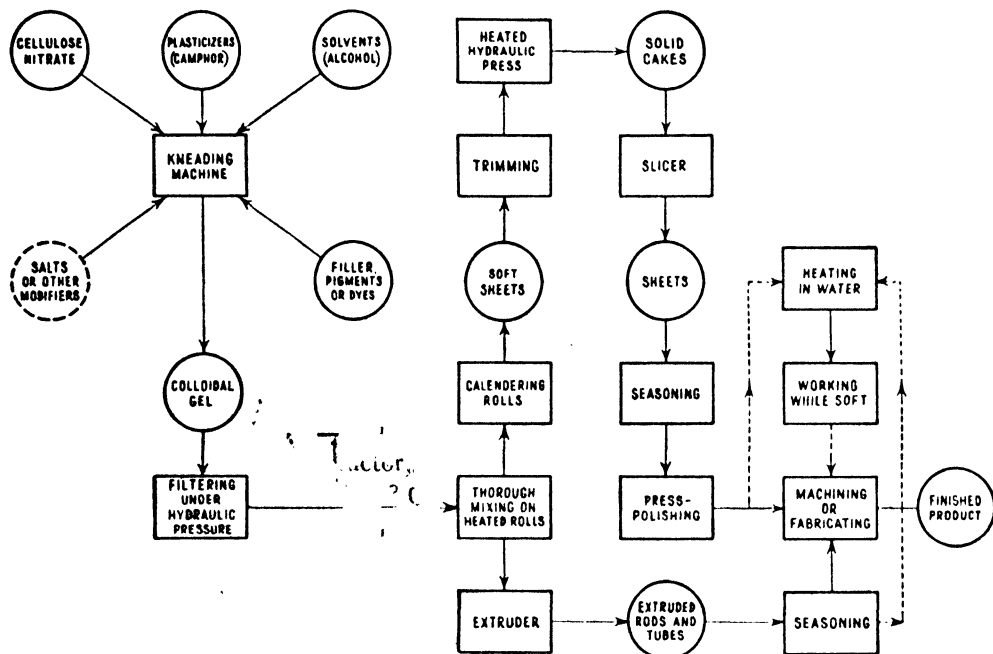 CELLULOSE
NITRATE
PLASTICIZERS
(CAMPHOR)
SOLVENTS
(ALCOHOL)
KNEADING
MACHINE
SALTS
OR OTHER
MODIFIERS
FILLER,
PIGMENTS
OR DYES
COLLOIDAL
GEL
FILTERING
UNDER
HYDRAULIC
PRESSURE
HEATED
HYDRAULIC
PRESS
TRIMMING
SOFT
SHEETS
CALENDERING
ROLLS
THOROUGH
MIXING ON
HEATED ROLLS
EXTRUDER
SOLID
CAKES
SLICER
SHEETS
SEASONING
PRESS-
POLISHING
EXTRUDED
RODS AND
TUBES
HEATING
IN WATER
WORKING
WHILE SOFT
MACHINING
OR
FABRICATING
SEASONING
FINISHED
PRODUCT